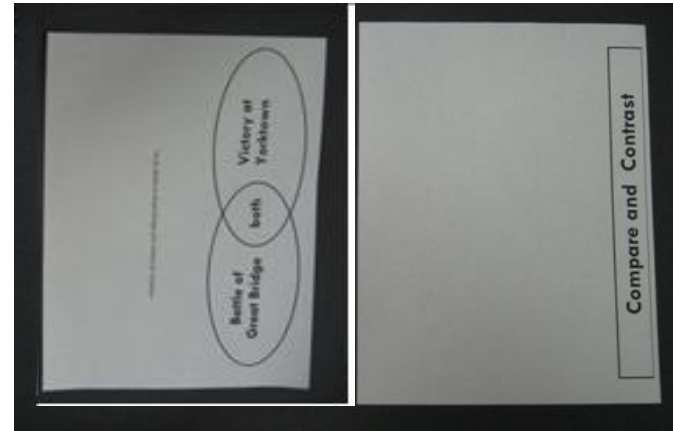 Battle of
Great Bridge
both
Victory at
Yorktown
Compare and Contrast